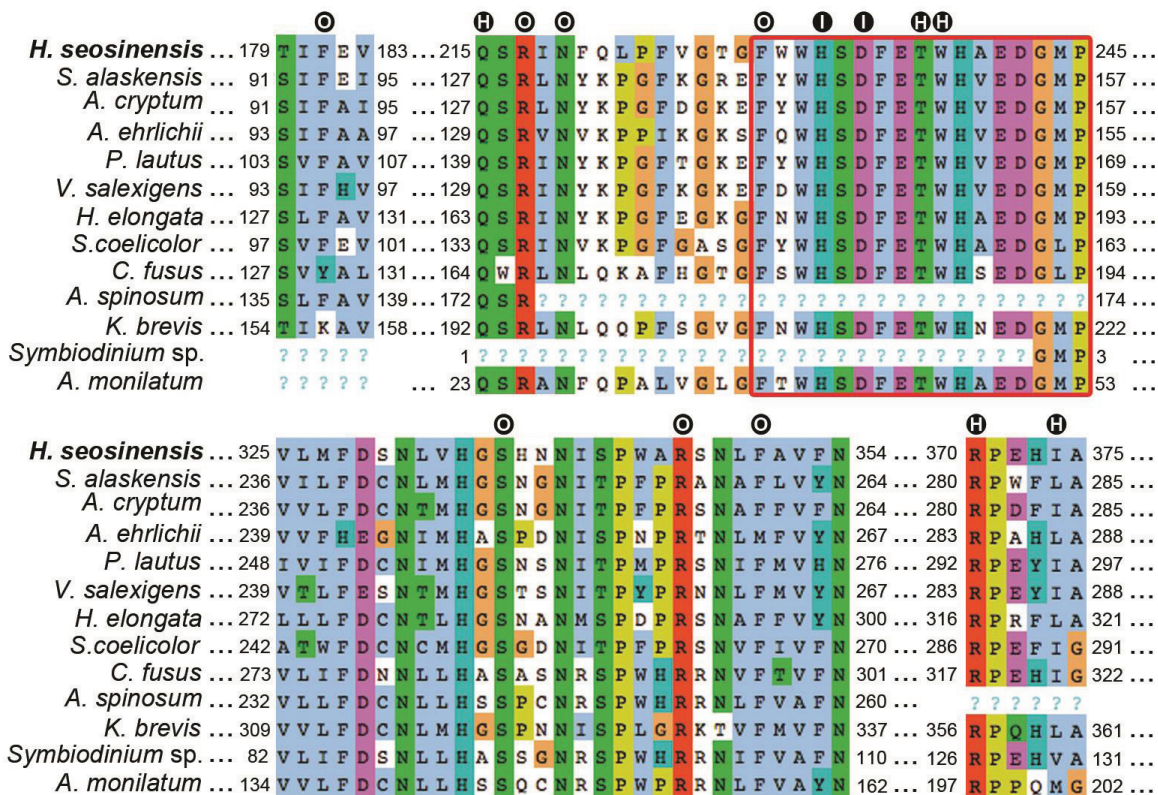 O H O O O I I H H
H. seosinensis ... 179 T I F E V 183 ... 215 Q S R I N F Q L P F V G T G F W W H S D F E T W H A E D G M P 245 ...
S. alaskensis ... 91 S I F E I 95 ... 127 Q S R L N Y K P G F K G R E F Y W H S D F E T W H V E D G M P 157 ...
A. cryptum ... 91 S I F A I 95 ... 127 Q S R L N Y K P G F D G K E F Y W H S D F E T W H V E D G M P 157 ...
A. ehrlichii ... 93 S I F A A 97 ... 129 Q S R V N V K P P I K G K S F Q W H S D F E T W H V E D G M P 155 ...
P. lautus ... 103 S V F A V 107 ... 139 Q S R I N Y K P G F T G K E F Y W H S D F E T W H V E D G M P 169 ...
V. salexigens ... 93 S I F H V 97 ... 129 Q S R I N Y K P G F K G K E F D W H S D F E T W H V E D G M P 159 ...
H. elongata ... 127 S L F A V 131 ... 163 Q S R I N Y K P G F E G K G F N W H S D F E T W H A E D G M P 193 ...
S.coelicolor ... 97 S V F E V 101 ... 133 Q S R I N V K P G F G A S G F Y W H S D F E T W H A E D G L P 163 ...
C. fusus ... 127 S V Y A L 131 ... 164 Q W R L N L Q K A F H G T G F S W H S D F E T W H S E D G L P 194 ...
A. spinosum ... 135 S L F A V 139 ... 172 Q S R ? ? ? ? ? ? ? ? ? ? ? ? ? ? ? ? ? ? ? ? ? ? ? ? ? ? ? ? 174 ...
K. brevis ... 154 T I K A V 158 ... 192 Q S R L N L Q Q P F S G V G F N W H S D F E T W H N E D G M P 222 ...
Symbiodinium sp. ? ? ? ? ? 1 ? ? ? ? ? ? ? ? ? ? ? ? ? ? ? ? ? ? ? ? ? ? ? ? ? ? ? ? G M P 3 ...
A. monilatum ? ? ? ? ? ... 23 Q S R A N F Q P A L V G L G F T W H S D F E T W H A E D G M P 53 ...
O O O H H
H. seosinensis ... 325 V L M F D S N L V H G S H N N I S P W A R S N L F A V F N 354 ... 370 R P E H I A 375 ...
S. alaskensis ... 236 V I L F D C N L M H G S N G N I T P F P R A N A F L V Y N 264 ... 280 R P W F L A 285 ...
A. cryptum ... 236 V V L F D C N T M H G S N G N I T P F P R S N A F F V F N 264 ... 280 R P D F I A 285 ...
A. ehrlichii ... 239 V V F H E G N I M H A S P D N I S P N P R T N L M F V Y N 267 ... 283 R P A H L A 288 ...
P. lautus ... 248 I V I F D C N I M H G S N S N I T P M P R S N I F M V H N 276 ... 292 R P E Y I A 297 ...
V. salexigens ... 239 V T L F E S N T M H G S T S N I T P Y P R N N L F M V Y N 267 ... 283 R P E Y I A 288 ...
H. elongata ... 272 L L L F D C N T L H G S N A N M S P D P R S N A F F V Y N 300 ... 316 R P R F L A 321 ...
S.coelicolor ... 242 A T W F D C N C M H G S G D N I T P F P R S N V F I V F N 270 ... 286 R P E F I G 291 ...
C. fusus ... 273 V L I F D N N L L H A S A S N R S P W H R R N V F T V F N 301 ... 317 R P E H I G 322 ...
A. spinosum ... 232 V L L F D C N L L H S S P C N R S P W H R R N L F V A F N 260 ... ? ? ? ? ? ?
K. brevis ... 309 V V L F D C N L M H G S P N N I S P L G R K T V F M V F N 337 ... 356 R P Q H L A 361 ...
Symbiodinium sp. ... 82 V L I F D S N L L H A S S G N R S P W H R R N I F V A F N 110 ... 126 R P E H V A 131 ...
A. monilatum ... 134 V V L F D C N L L H S S Q C N R S P W P R R N L F V A Y N 162 ... 197 R P P Q M G 202 ...